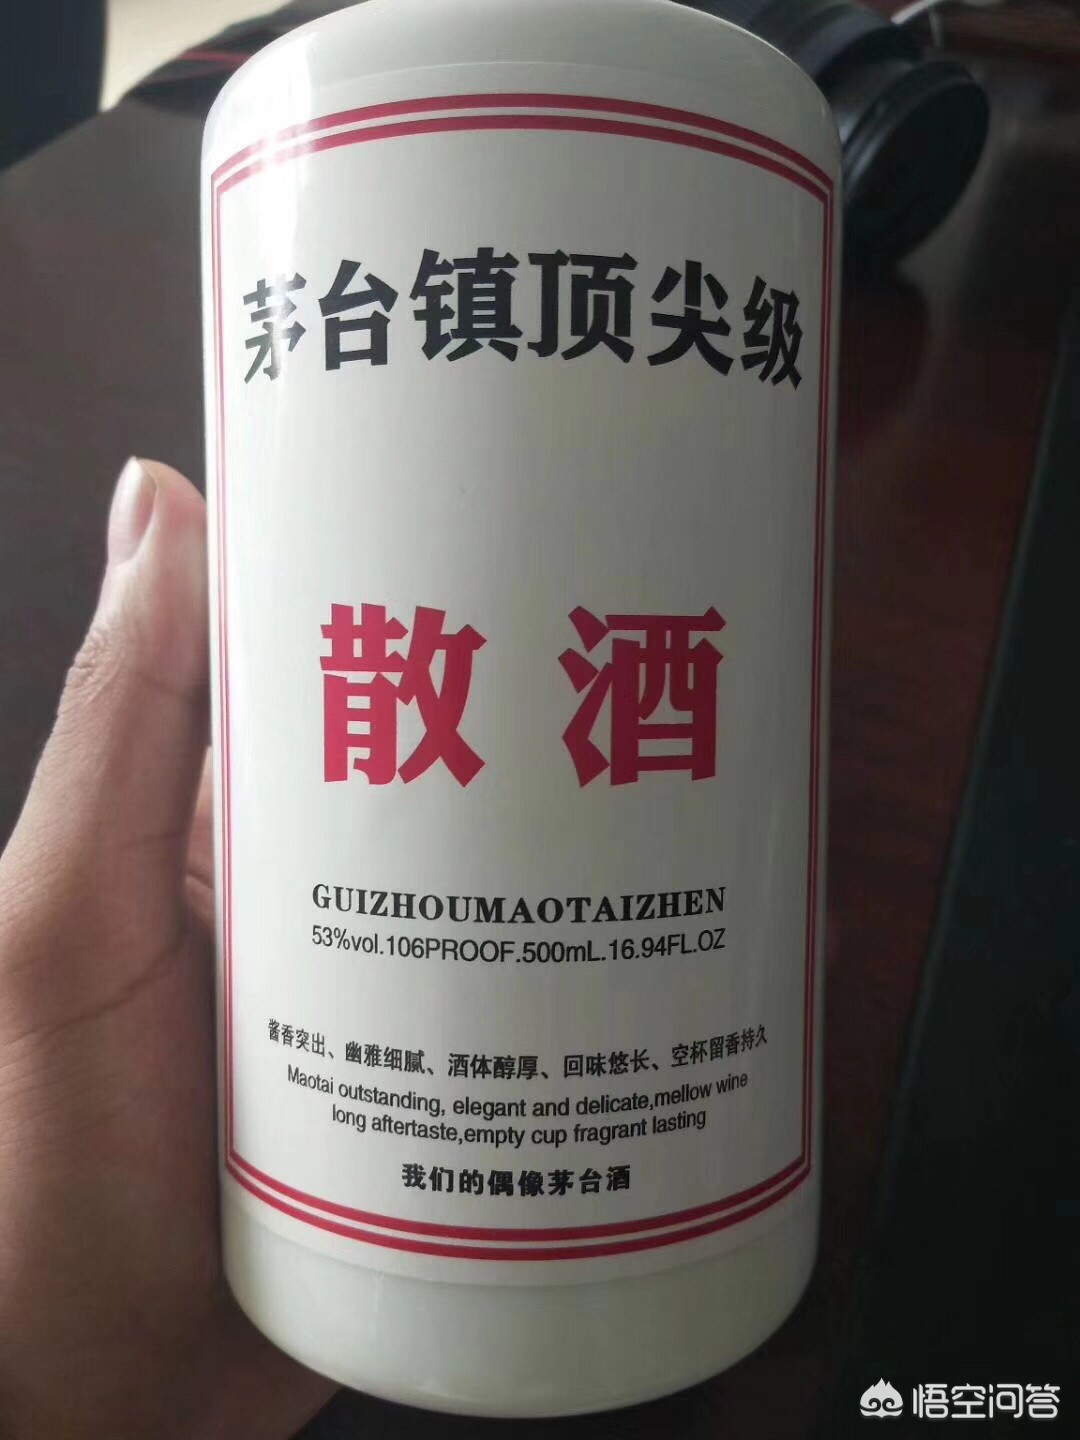 茅台镇顶尖级
散酒
GUIZHOUMAOTAIZHEN
53%vol.106PROOF.500mL.16.94FL.OZ
酱香突出、幽雅细腻、酒体醇厚、回味悠长、空杯留香持久
Maotai outstanding, elegant and delicate,mellow wine
long aftertaste,empty cup fragrant lasting
我们的偶像茅台酒
悟空问答